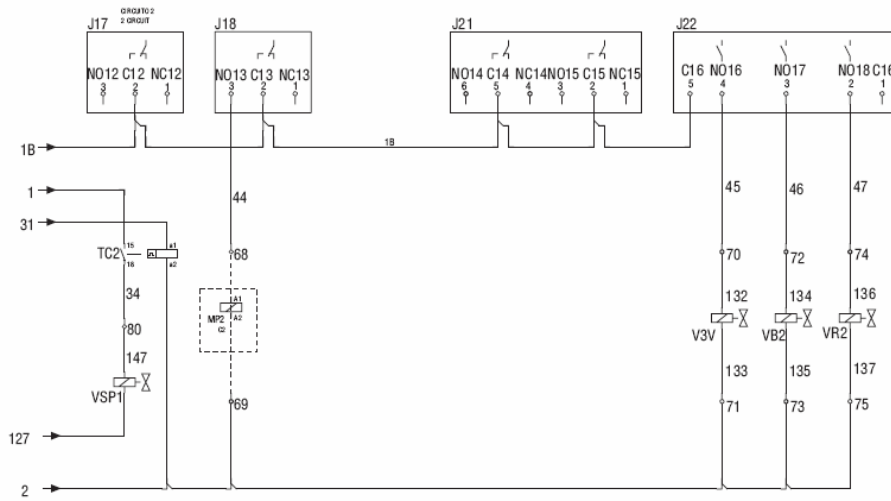 CIRCUITO 2
2 CIRCUIT
J17
J18
J21
J22
NO12 C12 NC12
3 2 1
NO13 C13 NC13
3 2 1
NO14 C14 NC14 NO15 C15 NC15
6 5 4 3 2 1
C16 NO16 NO17 NO18 C16
5 4 3 2 1
1B
1B
1
44
45
46
47
31
TC2
15
16
a1
a2
68
70
72
74
34
A1
A2
MP2
132
134
136
80
V3V
VB2
VR2
147
133
135
137
VSP1
69
71
73
75
127
2